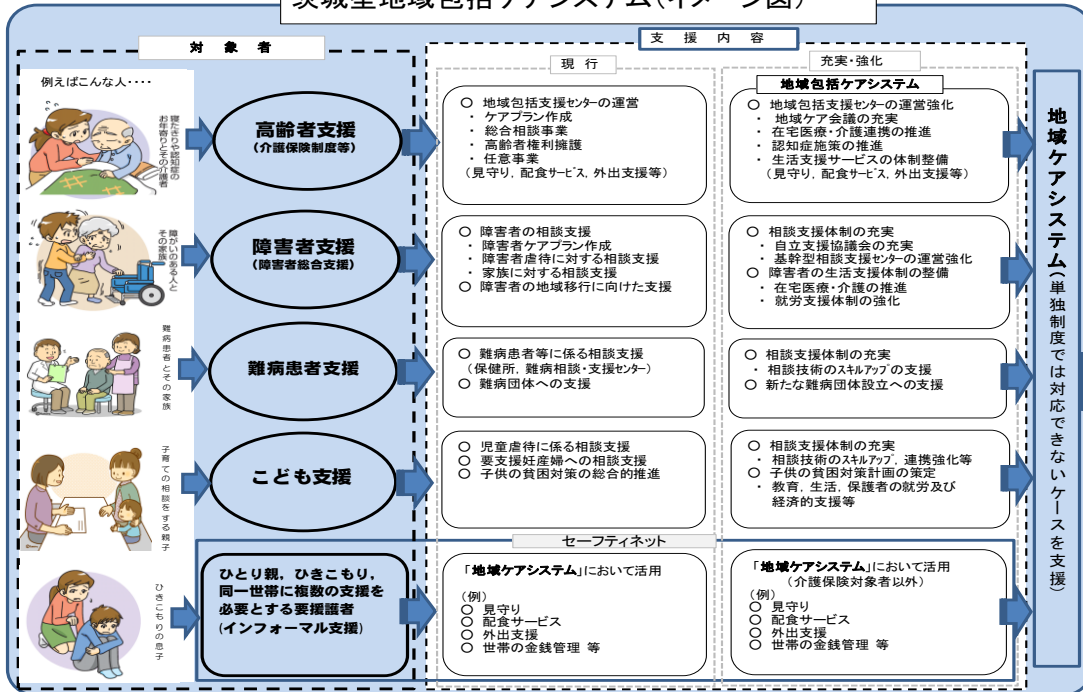 茨城型地域包括ケアシステム(イメージ図)
支 援 内 容
対 象 者
現 行
充実・強化
例えばこんな人・・・・
寝たきりや認知症の
お年寄りとその介護者
高齢者支援
(介護保険制度等)
○ 地域包括支援センターの運営
・ ケアプラン作成
・ 総合相談事業
・ 高齢者権利擁護
・ 任意事業
(見守り, 配食サービス, 外出支援等)
地域包括ケアシステム
○ 地域包括支援センターの運営強化
・ 地域ケア会議の充実
・ 在宅医療・介護連携の推進
・ 認知症施策の推進
・ 生活支援サービスの体制整備
(見守り, 配食サービス, 外出支援等)
障がいのある人と
その家族
障害者支援
(障害者総合支援)
○ 障害者の相談支援
・ 障害者ケアプラン作成
・ 障害者虐待に対する相談支援
・ 家族に対する相談支援
○ 障害者の地域移行に向けた支援
○ 相談支援体制の充実
・ 自立支援協議会の充実
・ 基幹型相談支援センターの運営強化
○ 障害者の生活支援体制の整備
・ 在宅医療・介護の推進
・ 就労支援体制の強化
難病患者とその家族
難病患者支援
○ 難病患者等に係る相談支援
(保健所, 難病相談・支援センター)
○ 難病団体への支援
○ 相談支援体制の充実
・ 相談技術のスキルアップの支援
○ 新たな難病団体設立への支援
子育ての相談をする親子
こども支援
○ 児童虐待に係る相談支援
○ 要支援妊産婦への相談支援
○ 子供の貧困対策の総合的推進
○ 相談支援体制の充実
・ 相談技術のスキルアップ, 連携強化等
○ 子供の貧困対策計画の策定
・ 教育, 生活, 保護者の就労及び
経済的支援等
セーフティネット
ひきこもりの息子
ひとり親, ひきこもり,
同一世帯に複数の支援を
必要とする要援護者
(インフォーマル支援)
「地域ケアシステム」において活用
(例)
○ 見守り
○ 配食サービス
○ 外出支援
○ 世帯の金銭管理 等
「地域ケアシステム」において活用
(介護保険対象者以外)
(例)
○ 見守り
○ 配食サービス
○ 外出支援
○ 世帯の金銭管理 等
地域ケアシステム(単独制度では対応できないケースを支援)